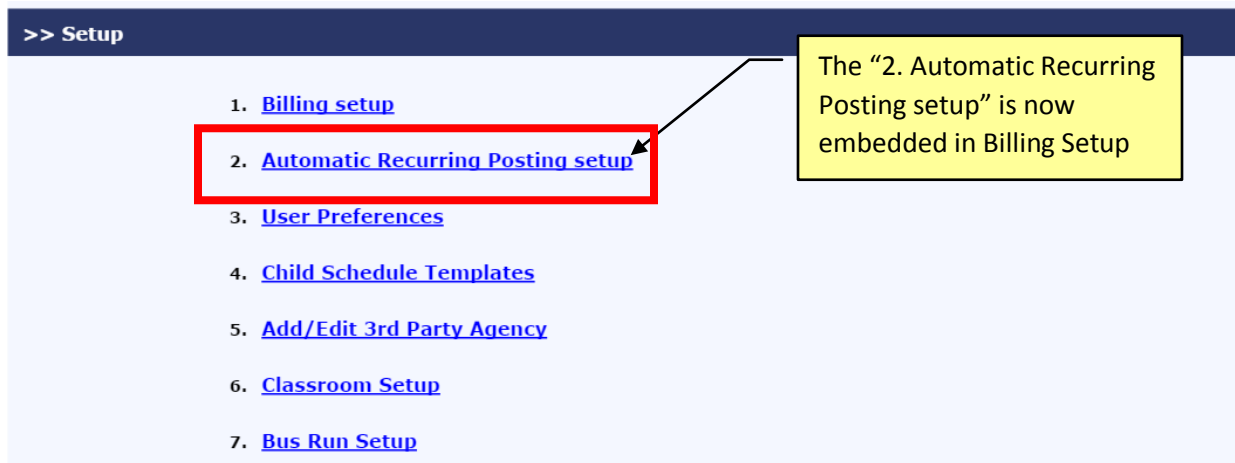 >> Setup
The “2. Automatic Recurring
Posting setup” is now
embedded in Billing Setup
1. Billing setup
2. Automatic Recurring Posting setup
3. User Preferences
4. Child Schedule Templates
5. Add/Edit 3rd Party Agency
6. Classroom Setup
7. Bus Run Setup